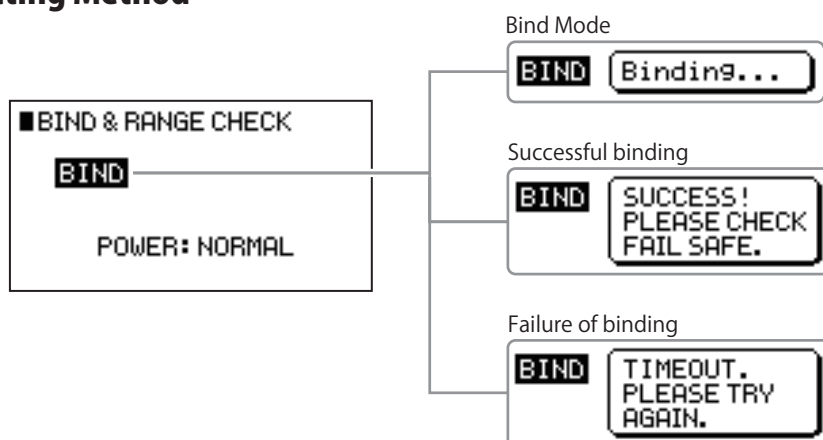 Method
■BIND & RANGE CHECK
BIND
POWER: NORMAL
Bind Mode
BIND
Binding...
Successful binding
BIND
SUCCESS!
PLEASE CHECK
FAIL SAFE.
Failure of binding
BIND
TIMEOUT.
PLEASE TRY
AGAIN.